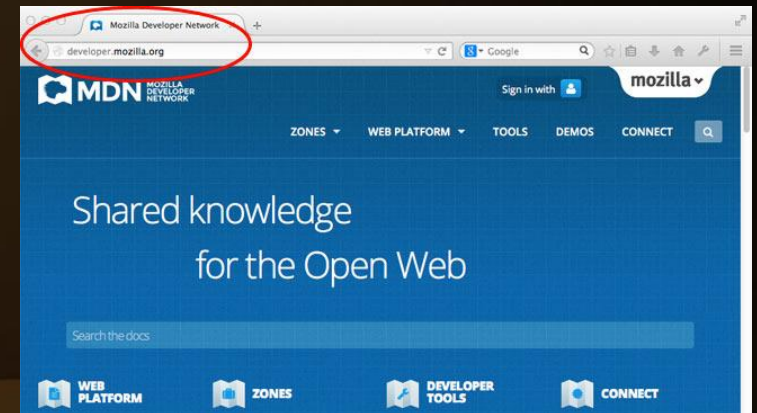 Mozilla Developer Network
developer.mozilla.org
Google
MDN MOZILLA DEVELOPER NETWORK
Sign in with
mozilla
ZONES WEB PLATFORM TOOLS DEMOS CONNECT
Shared knowledge
for the Open Web
Search the docs
WEB PLATFORM
ZONES
DEVELOPER TOOLS
CONNECT